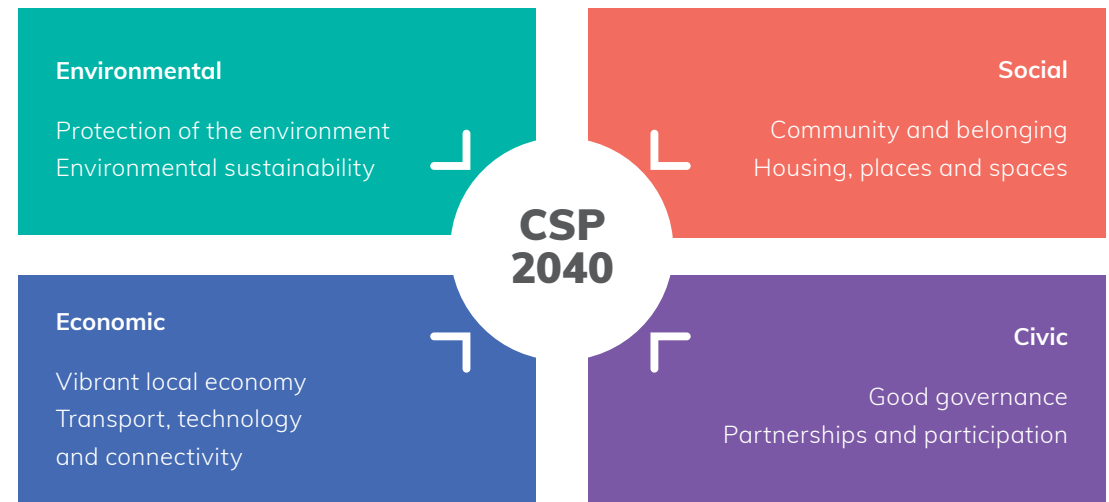 Environmental
Protection of the environment
Environmental sustainability
Social
Community and belonging
Housing, places and spaces
CSP
2040
Economic
Vibrant local economy
Transport, technology
and connectivity
Civic
Good governance
Partnerships and participation